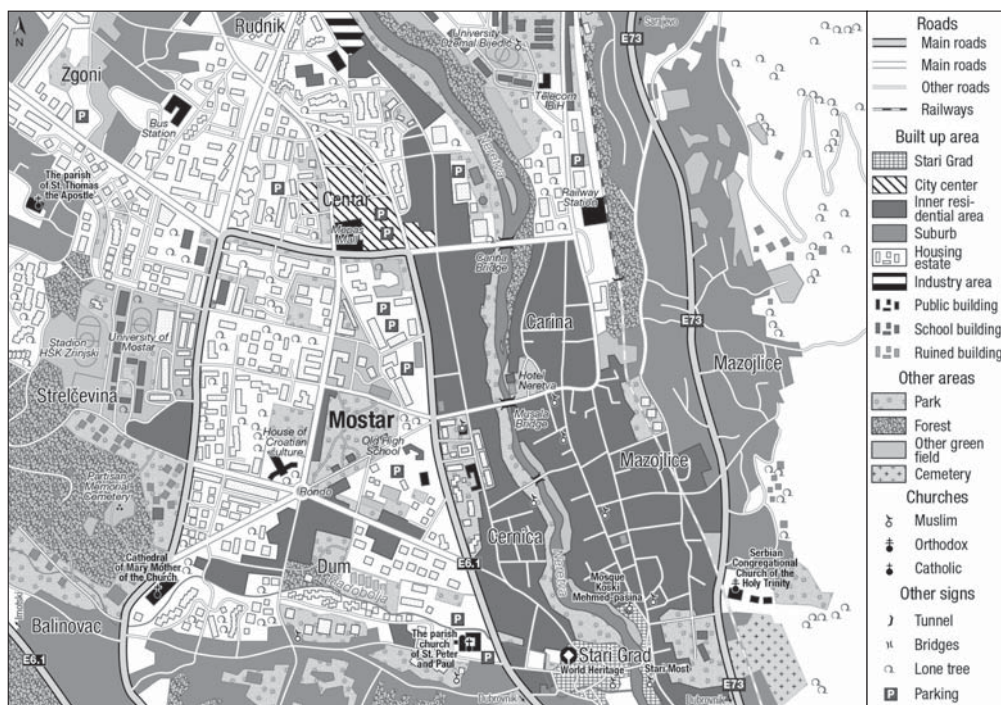 N
Rudnik
Zgoni
Bus
Station
P
The parish
of St. Thomas
the Apostle
P
Centar
P
P
Mepas
Mall
P
University
Džemal Bijedić
Telecom
BiH
Neretva
P
P
Railway
Station
Sarajevo
E73
Carina
Bridge
Carina
E73
Mazoljice
Stadion
HŠK Zrinjski
University of
Mostar
Strelčevina
P
P
Hotel
Neretva
Musala
Bridge
Mostar
House of
Croatian
culture
Old High
School
P
Mazoljice
Partisan
Memorial
Cemetery
Rondo
Cernica
Neretva
E6.1
Cathedral
of Mary Mother
of the Church
Dum
Radobolja
Mosque
Koski
Mehmed-pašina
Serbian
Congregational
Church of the
Holy Trinity
Balinovac
E6.1
The parish
church
of St. Peter
and Paul
P
P
Stari Grad
World Heritage
Stari Most
Dubrovnik
E73
Dubrovnik
Roads
Main roads
Main roads
Other roads
Railways
Built up area
Stari Grad
City center
Inner resi-
dential area
Suburb
Housing
estate
Industry area
Public building
School building
Ruined building
Other areas
Park
Forest
Other green
field
Cemetery
Churches
Muslim
Orthodox
Catholic
Other signs
Tunnel
Bridges
Lone tree
P Parking